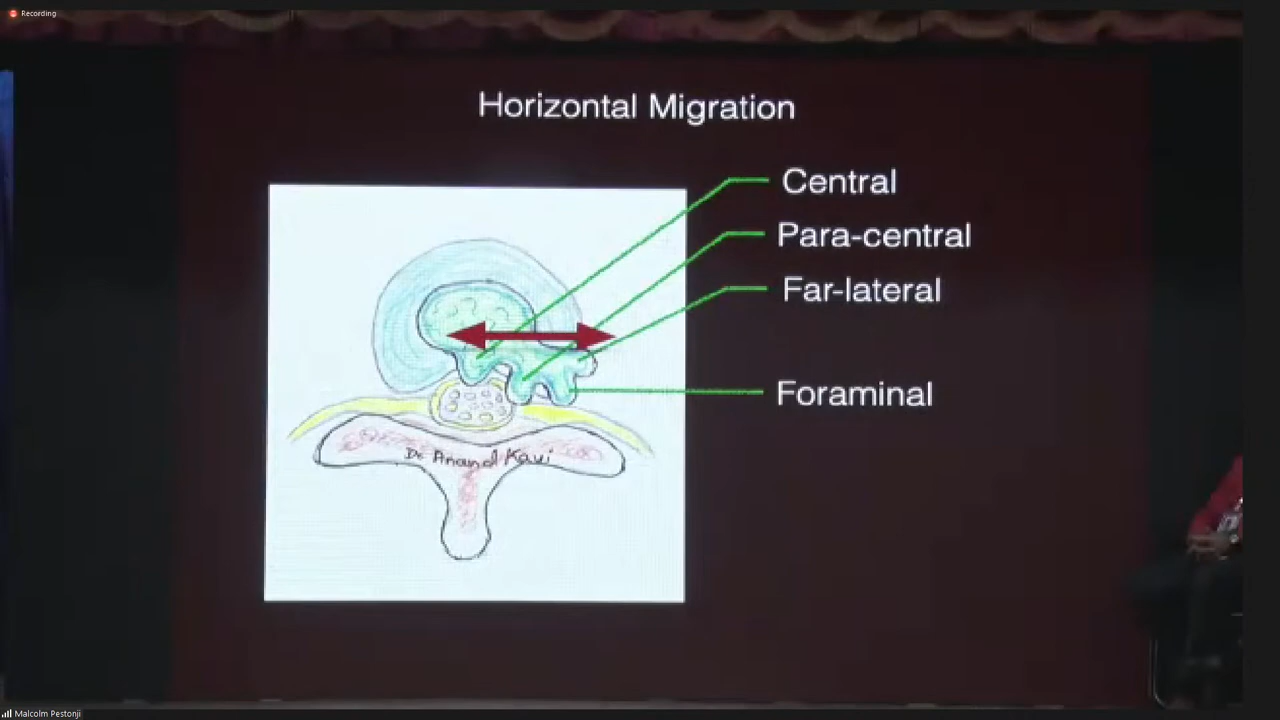 Recording
Horizontal Migration
Central
Para-central
Far-lateral
Foraminal
Dr Anand Kavi
Malcolm Pestonji